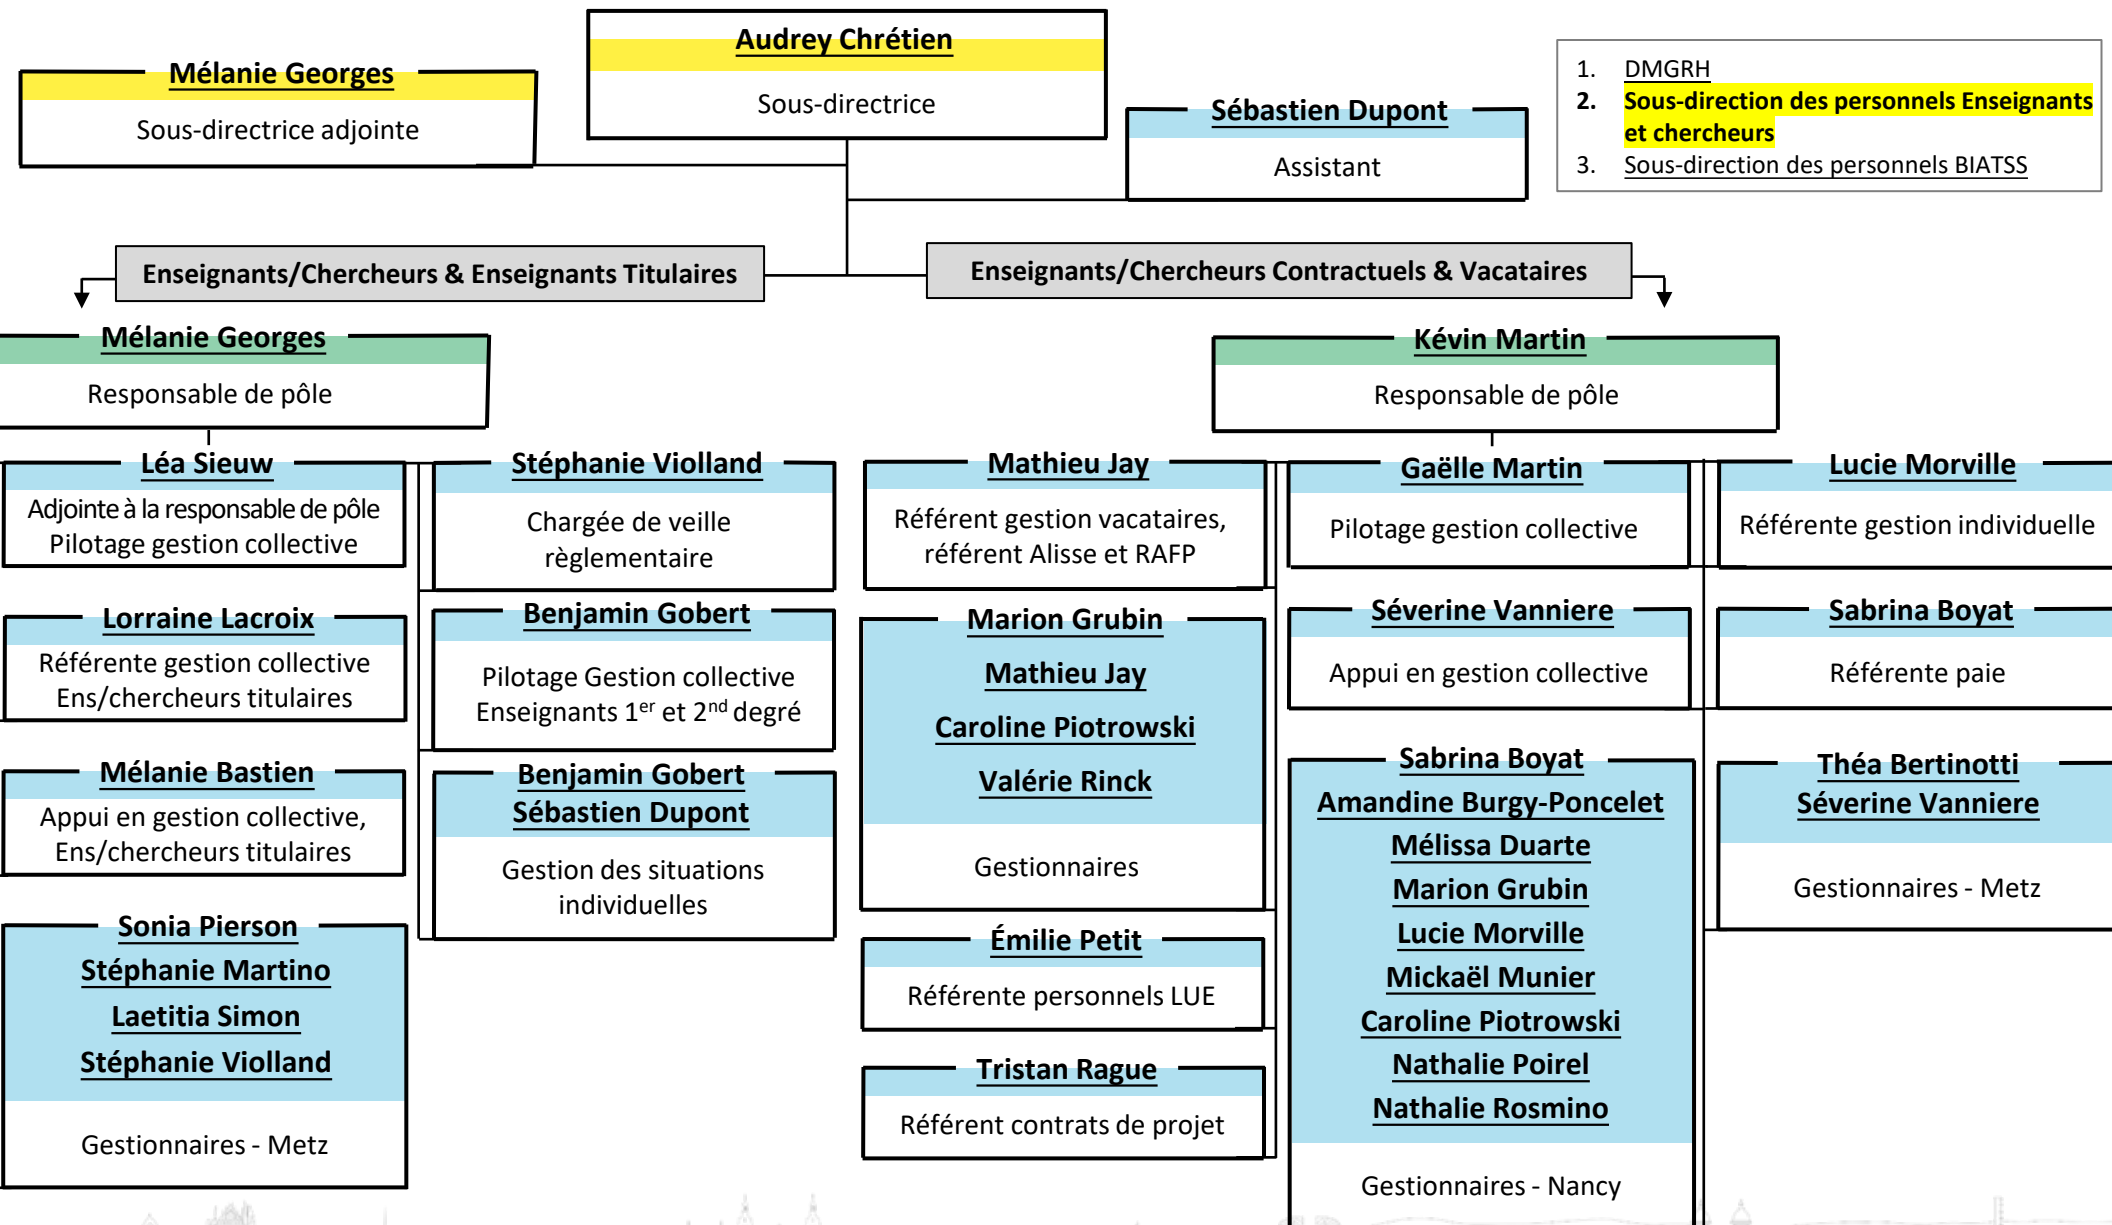 Audrey Chrétien
Sous-directrice
Mélanie Georges
Sous-directrice adjointe
Sébastien Dupont
Assistant
1. DMGRH
2. Sous-direction des personnels Enseignants
et chercheurs
3. Sous-direction des personnels BIATSS
Enseignants/Chercheurs & Enseignants Titulaires
Enseignants/Chercheurs Contractuels & Vacataires
Mélanie Georges
Responsable de pôle
Kévin Martin
Responsable de pôle
Léa Sieuw
Adjointe à la responsable de pôle
Pilotage gestion collective
Lorraine Lacroix
Référente gestion collective
Ens/chercheurs titulaires
Mélanie Bastien
Appui en gestion collective,
Ens/chercheurs titulaires
Sonia Pierson
Stéphanie Martino
Laetitia Simon
Stéphanie Violland
Gestionnaires - Metz
Stéphanie Violland
Chargée de veille
règlementaire
Benjamin Gobert
Pilotage Gestion collective
Enseignants 1er et 2nd degré
Benjamin Gobert
Sébastien Dupont
Gestion des situations
individuelles
Mathieu Jay
Référent gestion vacataires,
référent Alisse et RAFP
Marion Grubin
Mathieu Jay
Caroline Piotrowski
Valérie Rinck
Gestionnaires
Émilie Petit
Référente personnels LUE
Tristan Rague
Référent contrats de projet
Gaëlle Martin
Pilotage gestion collective
Séverine Vanniere
Appui en gestion collective
Sabrina Boyat
Amandine Burgy-Poncelet
Mélissa Duarte
Marion Grubin
Lucie Morville
Mickaël Munier
Caroline Piotrowski
Nathalie Poirel
Nathalie Rosmino
Gestionnaires - Nancy
Lucie Morville
Référente gestion individuelle
Sabrina Boyat
Référente paie
Théa Bertinotti
Séverine Vanniere
Gestionnaires - Metz